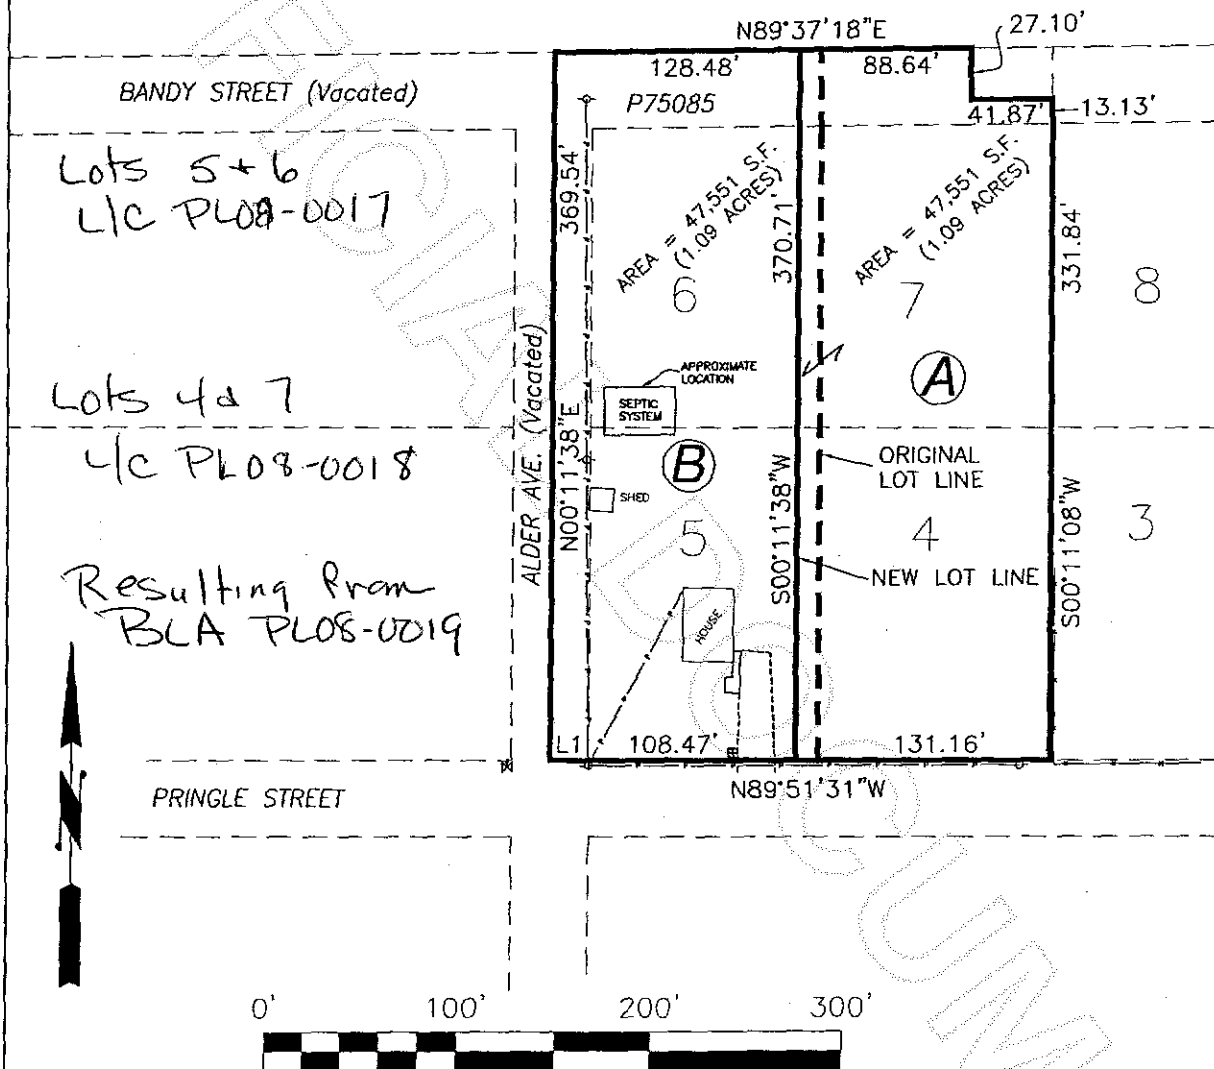 N89°37'18"E
27.10'
128.48'
88.64'
BANDY STREET (Vacated)
P75085
41.87'
13.13'
Lots 5 + 6
L/C PL08-0017
369.54'
AREA = 47,551 S.F.
(1.09 ACRES)
370.71'
AREA = 47,551 S.F.
(1.09 ACRES)
331.84'
6
7
8
ALDER AVE. (Vacated)
APPROXIMATE
LOCATION
SEPTIC
SYSTEM
A
Lots 4 & 7
L/C PL08-0018
N00°11'38"E
B
ORIGINAL
LOT LINE
SHED
S00°11'38"W
S00°11'08"W
5
4
3
NEW LOT LINE
Resulting from
BLA PL08-0019
HOUSE
L1
108.47'
131.16'
PRINGLE STREET
N89°51'31"W
N
0'
100'
200'
300'